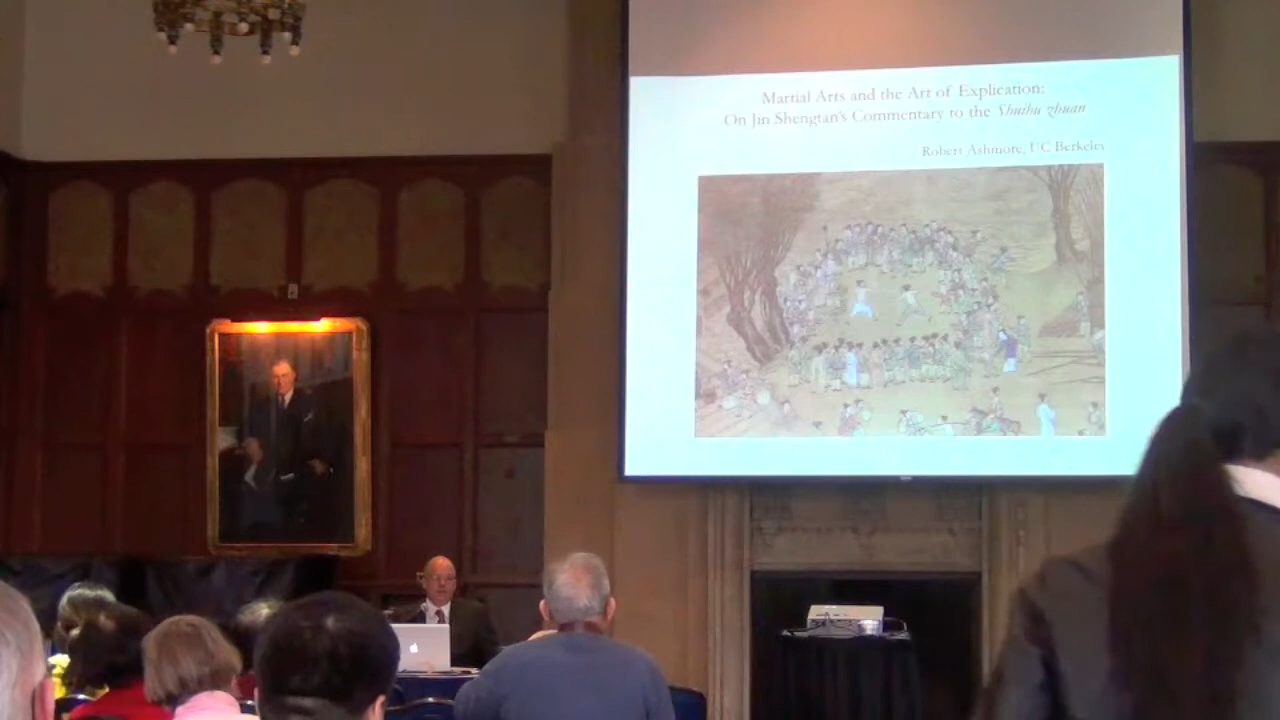 Martial Arts and the Art of Explication:
On Jin Shengtan's Commentary to the Shuihu zhuan
Robert Ashmore, UC Berkeley